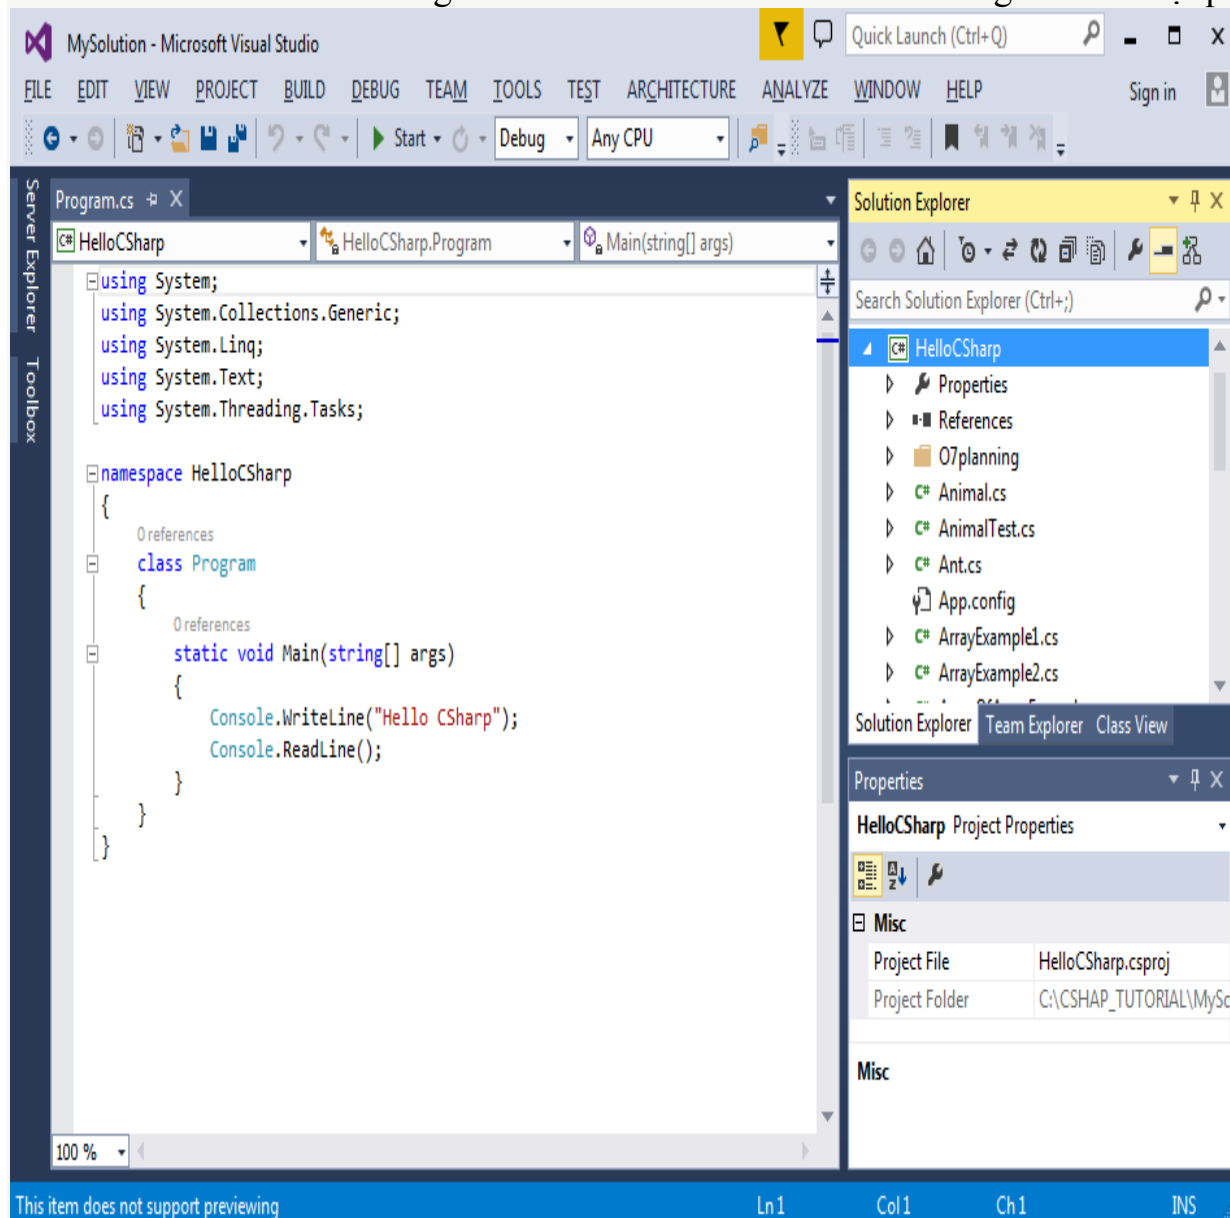 MySolution - Microsoft Visual Studio
Quick Launch (Ctrl+Q)
FILE EDIT VIEW PROJECT BUILD DEBUG TEAM TOOLS TEST ARCHITECTURE ANALYZE WINDOW HELP Sign in
Start Debug Any CPU
Server Explorer
Toolbox
Program.cs
HelloCSharp HelloCSharp.Program Main(string[] args)
using System;
using System.Collections.Generic;
using System.Linq;
using System.Text;
using System.Threading.Tasks;
namespace HelloCSharp
{
0 references
class Program
{
0 references
static void Main(string[] args)
{
Console.WriteLine("Hello CSharp");
Console.ReadLine();
}
}
}
100 %
Solution Explorer
Search Solution Explorer (Ctrl+;)
C# HelloCSharp
Properties
References
O7planning
C# Animal.cs
C# AnimalTest.cs
C# Ant.cs
App.config
C# ArrayExample1.cs
C# ArrayExample2.cs
Solution Explorer Team Explorer Class View
Properties
HelloCSharp Project Properties
Misc
Project File HelloCSharp.csproj
Project Folder C:\CSHAP_TUTORIAL\MySc
Misc
This item does not support previewing Ln 1 Col 1 Ch 1 INS